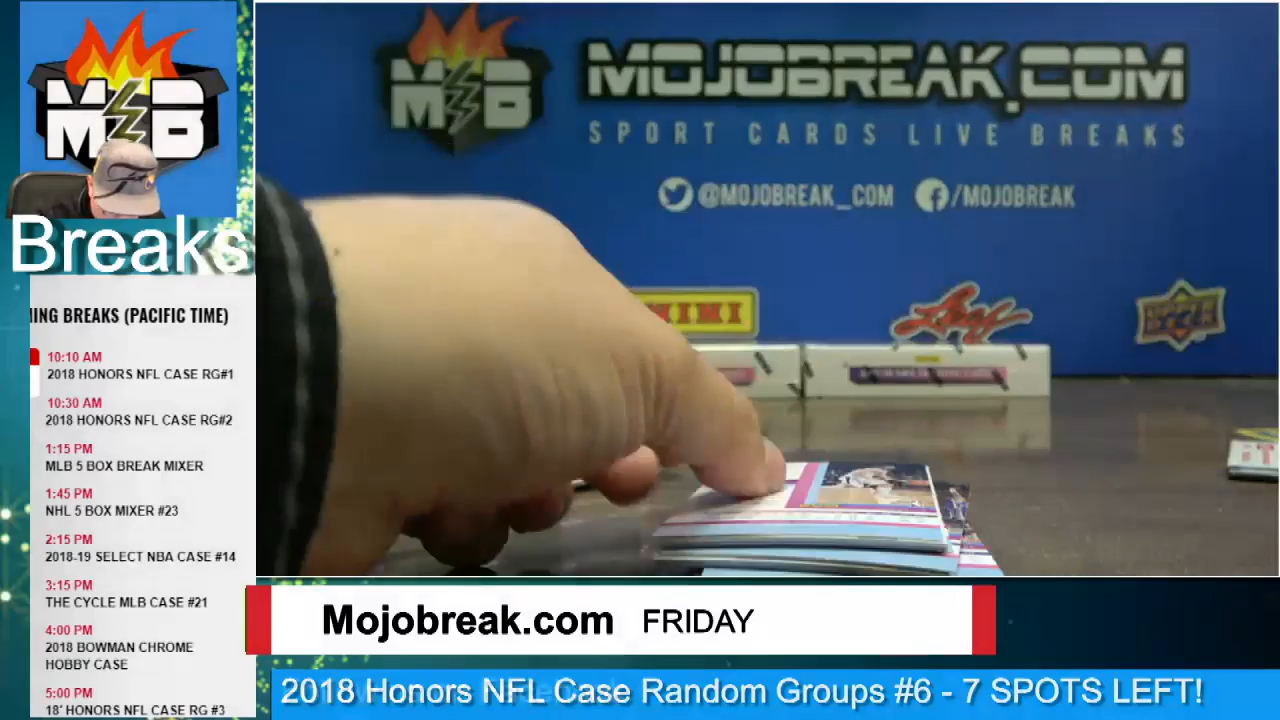 M B
Breaks
ING BREAKS (PACIFIC TIME)
10:10 AM
2018 HONORS NFL CASE RG#1
10:30 AM
2018 HONORS NFL CASE RG#2
1:15 PM
MLB 5 BOX BREAK MIXER
1:45 PM
NHL 5 BOX MIXER #23
2:15 PM
2018-19 SELECT NBA CASE #14
3:15 PM
THE CYCLE MLB CASE #21
4:00 PM
2018 BOWMAN CHROME
HOBBY CASE
5:00 PM
18' HONORS NFL CASE RG #3
M B
MOJOBREAK.COM
SPORT CARDS LIVE BREAKS
@MOJOBREAK_COM /MOJOBREAK
NINI Leaf UPPER DECK
Mojobreak.com FRIDAY
2018 Honors NFL Case Random Groups #6 - 7 SPOTS LEFT!